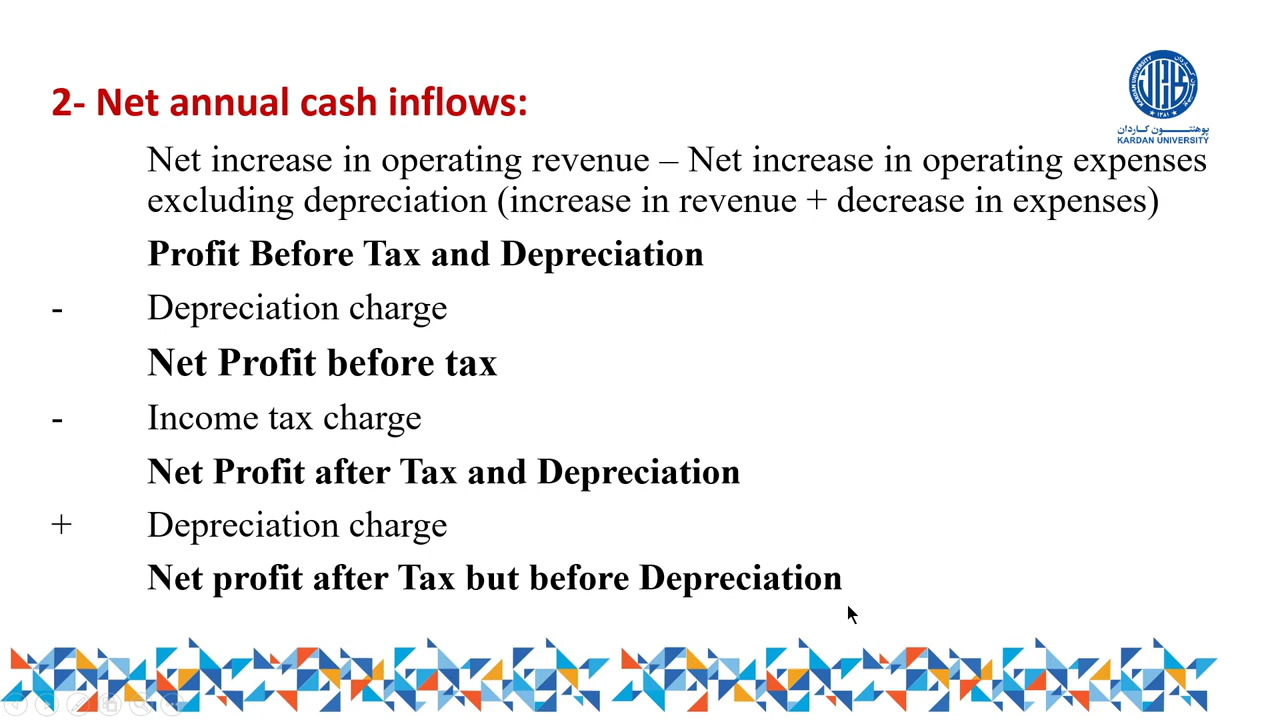 2- Net annual cash inflows:
پوهنتـــــون کـاردان
KARDAN UNIVERSITY
Net increase in operating revenue – Net increase in operating expenses
excluding depreciation (increase in revenue + decrease in expenses)
Profit Before Tax and Depreciation
- Depreciation charge
Net Profit before tax
- Income tax charge
Net Profit after Tax and Depreciation
+ Depreciation charge
Net profit after Tax but before Depreciation